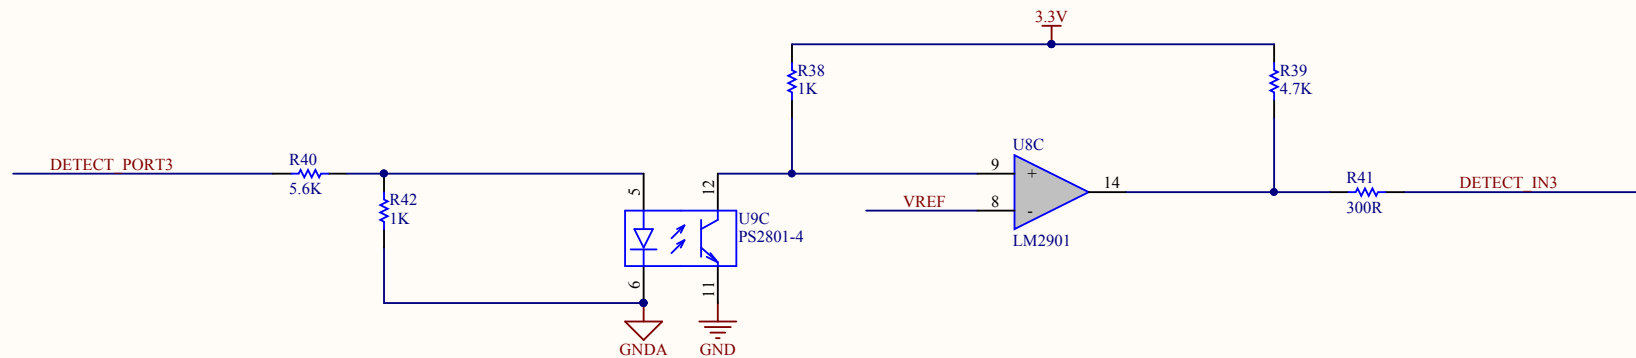 3.3V
R38
1K
R39
4.7K
U8C
DETECT_PORT3
R40
5.6K
R42
1K
9
+
14
R41
300R
DETECT_IN3
VREF
8
-
LM2901
5
12
U9C
PS2801-4
6
11
GNDA
GND